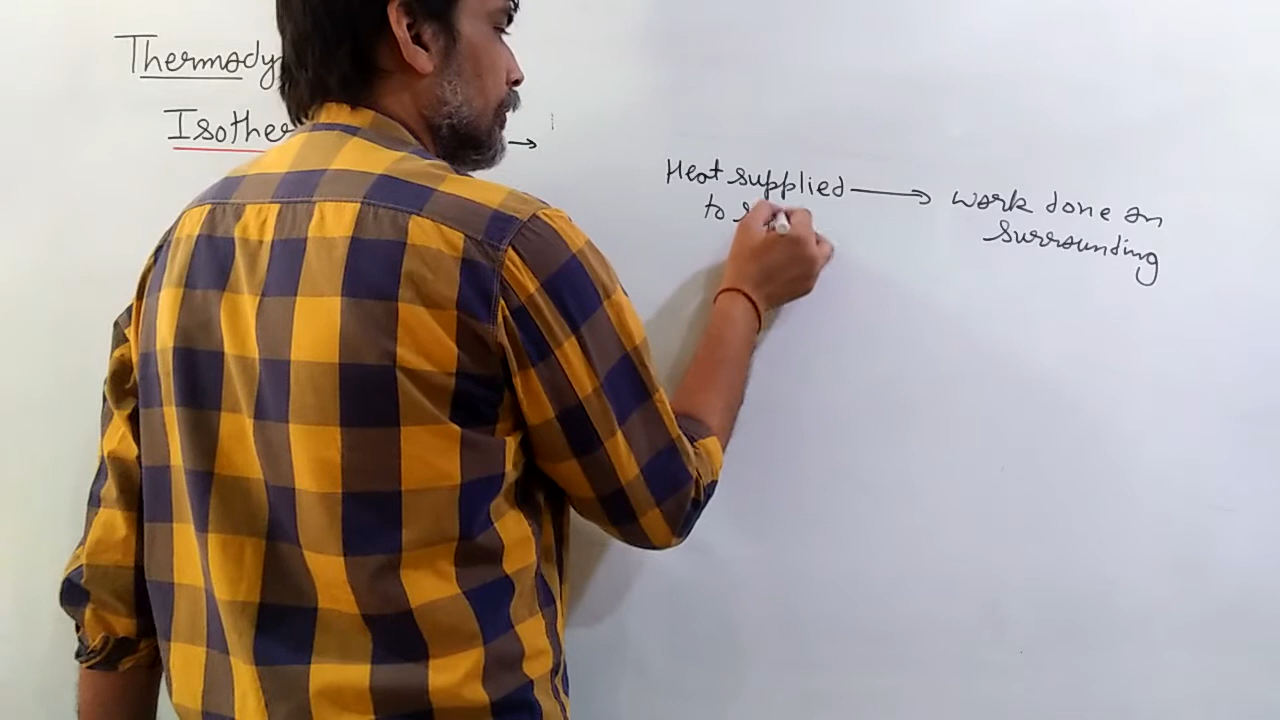 Thermody
Isother →
Heat supplied → work done on
to
surrounding